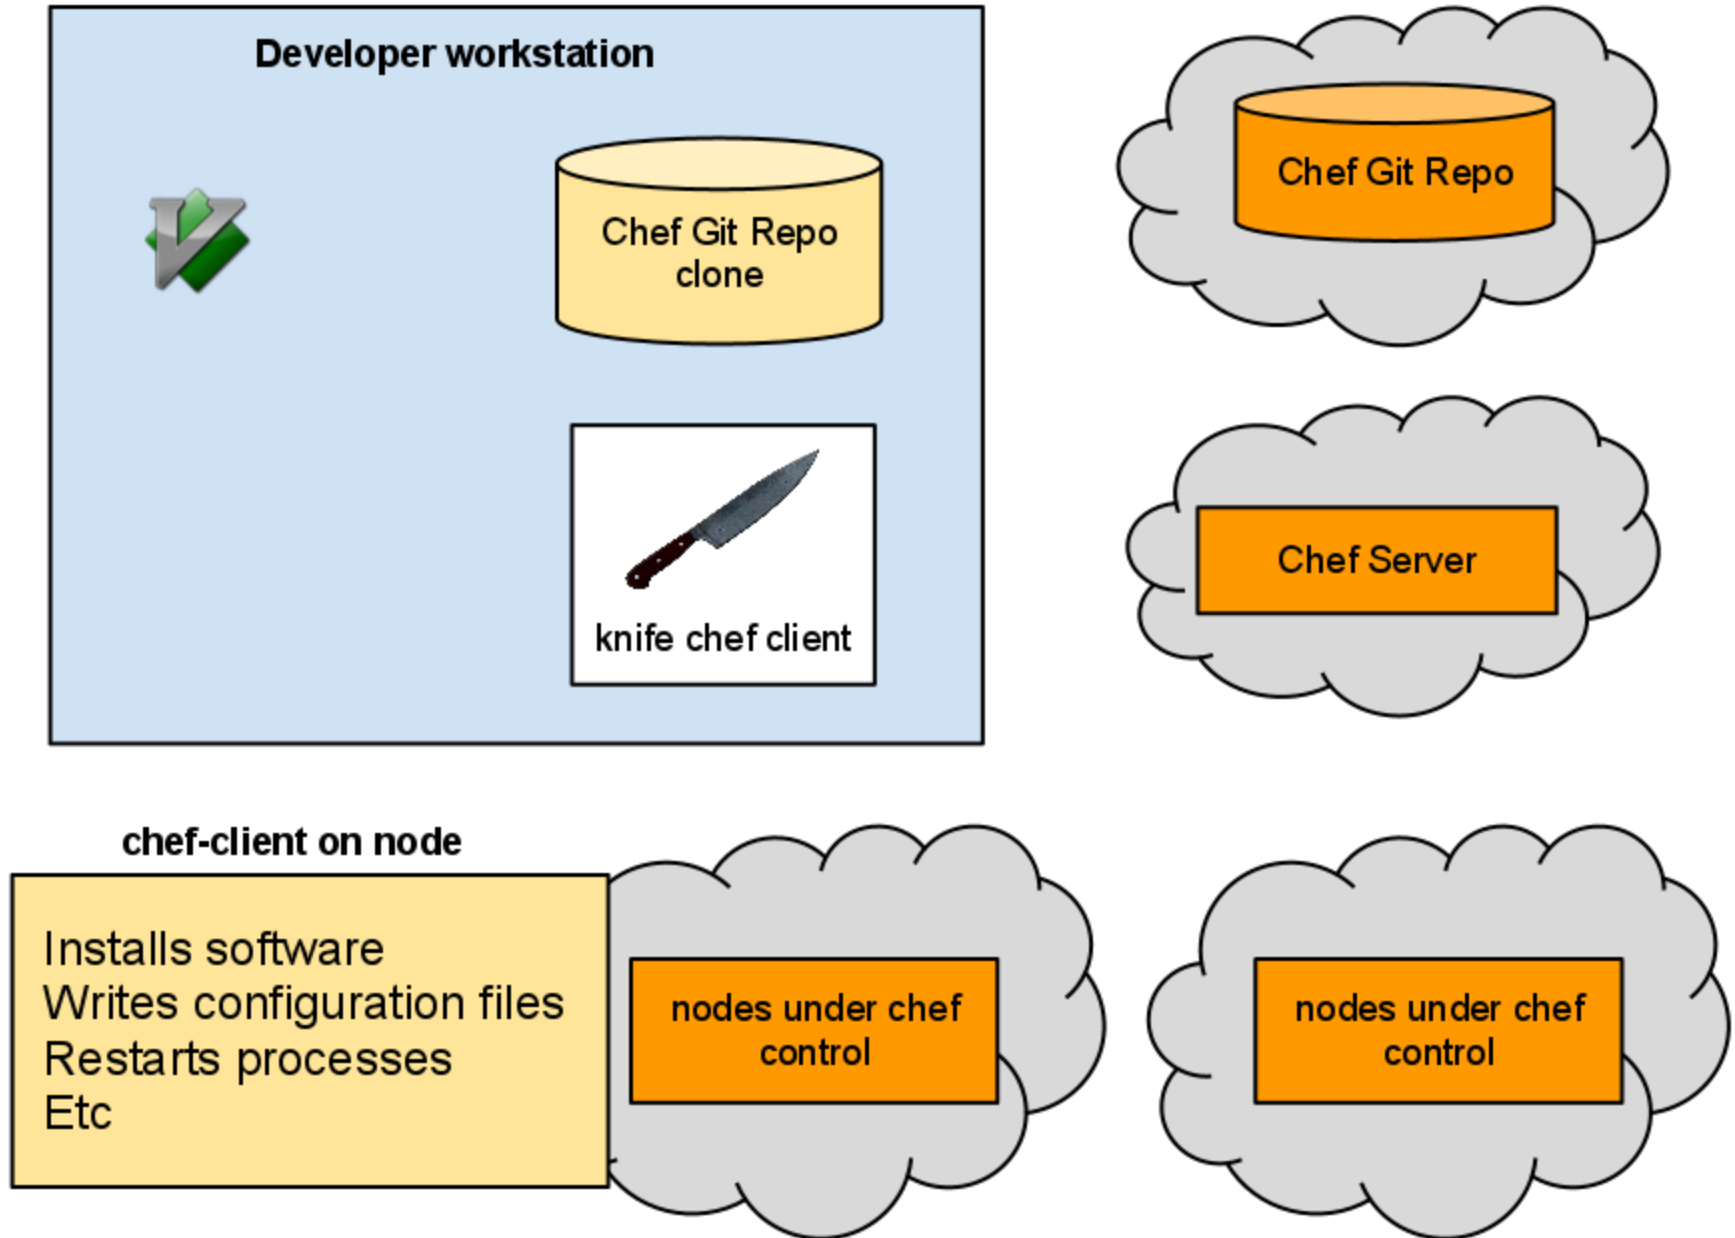 Developer workstation
Chef Git Repo
clone
knife chef client
Chef Git Repo
Chef Server
chef-client on node
Installs software
Writes configuration files
Restarts processes
Etc
nodes under chef
control
nodes under chef
control